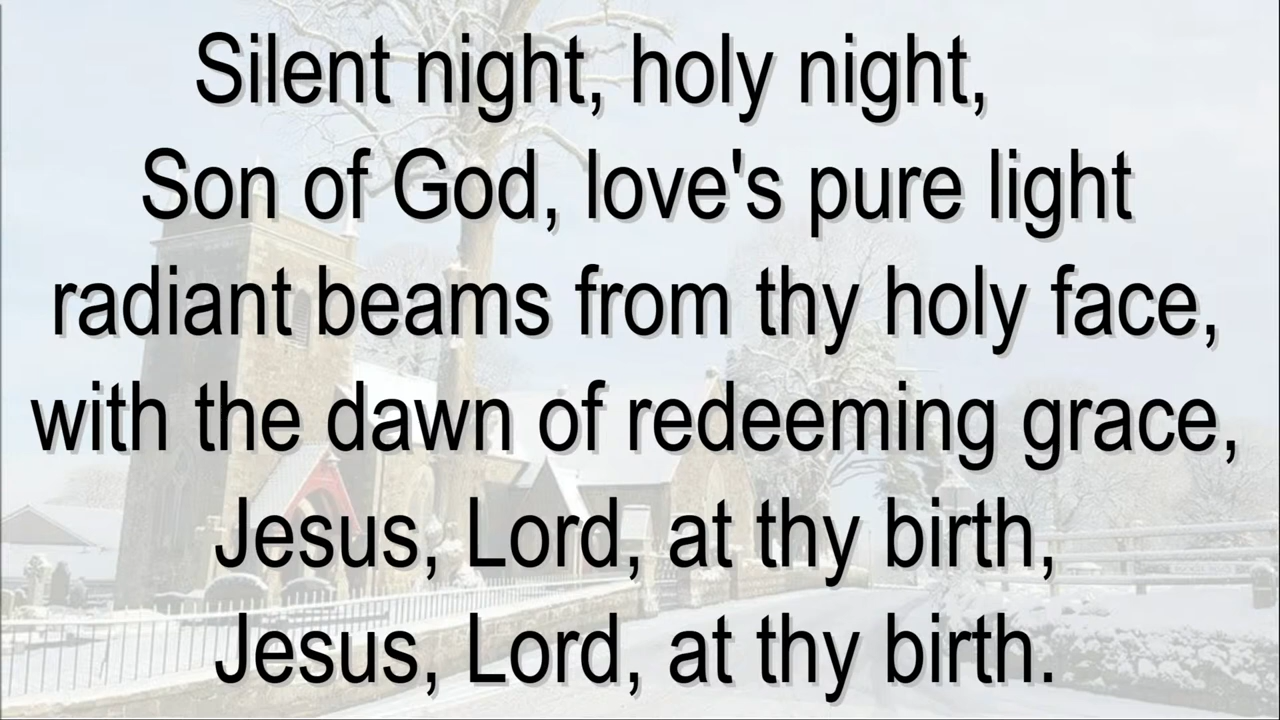 Silent night, holy night,
Son of God, love's pure light
radiant beams from thy holy face,
with the dawn of redeeming grace,
Jesus, Lord, at thy birth,
Jesus, Lord, at thy birth.